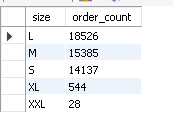 size order_count
L 18526
M 15385
S 14137
XL 544
XXL 28